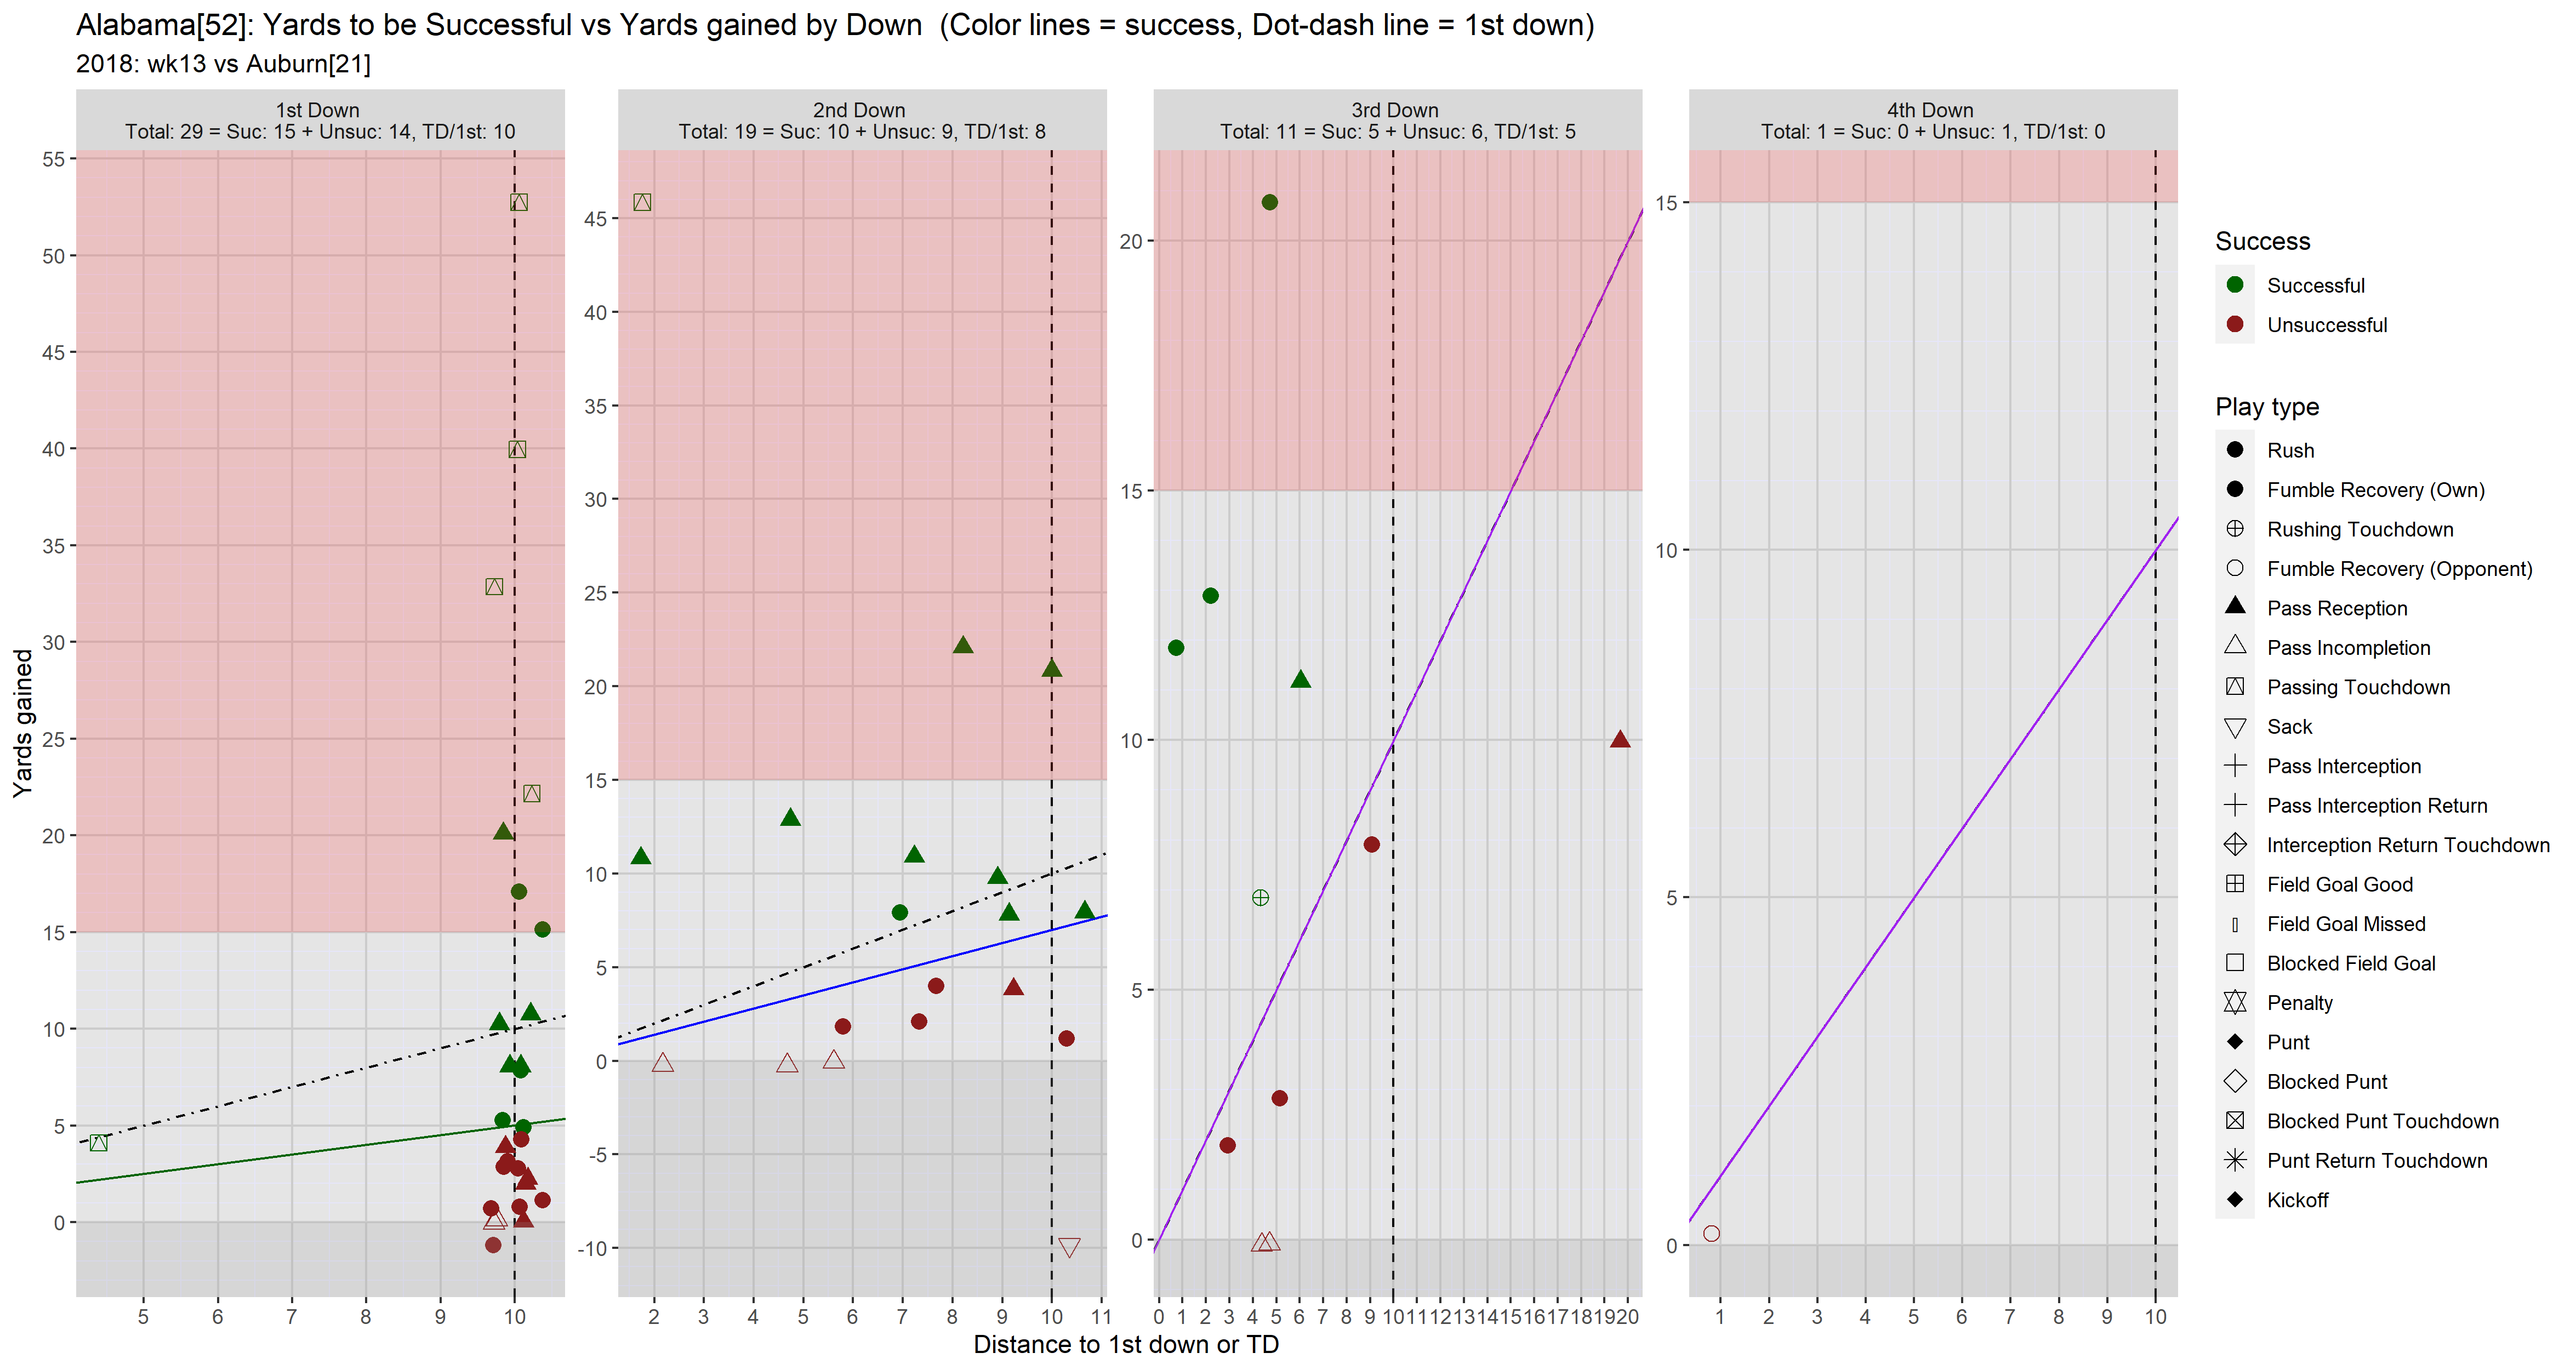 Alabama[52]: Yards to be Successful vs Yards gained by Down  (Color lines = success, Dot-dash line = 1st down)
2018: wk13 vs Auburn[21]
1st Down
Total: 29 = Suc: 15 + Unsuc: 14, TD/1st: 10
2nd Down
Total: 19 = Suc: 10 + Unsuc: 9, TD/1st: 8
3rd Down
Total: 11 = Suc: 5 + Unsuc: 6, TD/1st: 5
4th Down
Total: 1 = Suc: 0 + Unsuc: 1, TD/1st: 0
Yards gained
55
50
45
40
35
30
25
20
15
10
5
0
5 6 7 8 9 10
45
40
35
30
25
20
15
10
5
0
-5
-10
2 3 4 5 6 7 8 9 10 11
20
15
10
5
0
0 1 2 3 4 5 6 7 8 9 10 11 12 13 14 15 16 17 18 19 20
15
10
5
0
1 2 3 4 5 6 7 8 9 10
Distance to 1st down or TD
Success
Successful
Unsuccessful
Play type
Rush
Fumble Recovery (Own)
Rushing Touchdown
Fumble Recovery (Opponent)
Pass Reception
Pass Incompletion
Passing Touchdown
Sack
Pass Interception
Pass Interception Return
Interception Return Touchdown
Field Goal Good
Field Goal Missed
Blocked Field Goal
Penalty
Punt
Blocked Punt
Blocked Punt Touchdown
Punt Return Touchdown
Kickoff